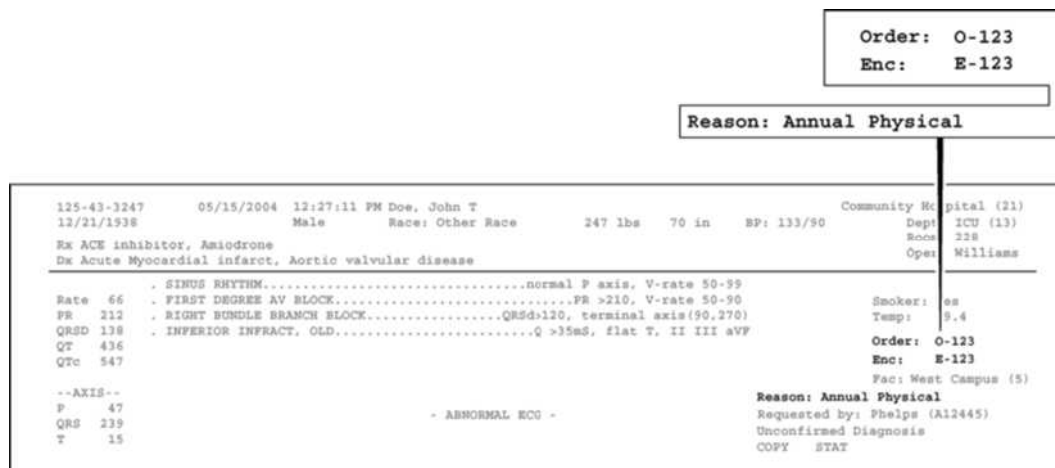 Order: O-123
Enc: E-123
Reason: Annual Physical
125-43-3247 05/15/2004 12:27:11 PM Doe, John T Community Ho pital (21)
12/21/1938 Male Race: Other Race 247 lbs 70 in BP: 133/90 Dept ICU (13)
Room 228
Rx ACE inhibitor, Amiodrone
Oper Williams
Dx Acute Myocardial infarct, Aortic valvular disease
. SINUS RHYTHM.................................normal P axis, V-rate 50-99
Rate 66 . FIRST DEGREE AV BLOCK.............................PR >210, V-rate 50-90 Smoker: es
PR 212 . RIGHT BUNDLE BRANCH BLOCK.................QRSd>120, terminal axis(90,270) Temp: 9.4
QRSD 138 . INFERIOR INFRACT, OLD.....................Q >35mS, flat T, II III aVF
QT 436 Order: O-123
QTc 547 Enc: E-123
Fac: West Campus (5)
--AXIS-- Reason: Annual Physical
P 47 - ABNORMAL ECG - Requested by: Phelps (A12445)
QRS 239 Unconfirmed Diagnosis
T 15 COPY STAT